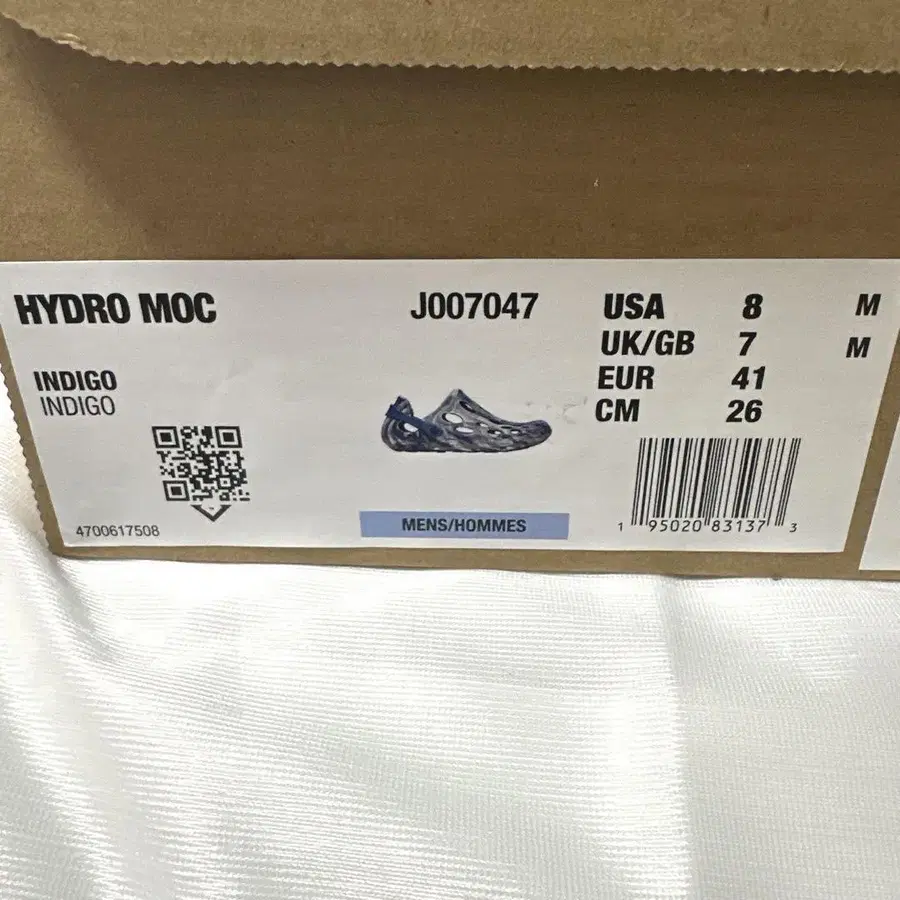 HYDRO MOC
J007047
INDIGO
INDIGO
4700617508
MENS/HOMMES
USA 8 M
UK/GB 7 M
EUR 41
CM 26
1 95020 83137 3